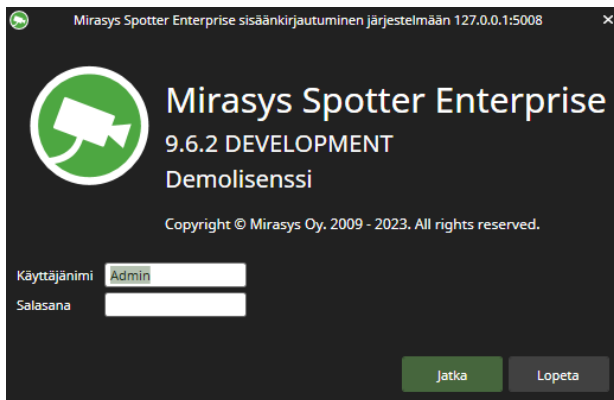 Mirasys Spotter Enterprise sisäänkirjautuminen järjestelmään 127.0.0.1:5008
Mirasys Spotter Enterprise
9.6.2 DEVELOPMENT
Demolisenssi
Copyright © Mirasys Oy. 2009 - 2023. All rights reserved.
Käyttäjänimi Admin
Salasana
Jatka Lopeta